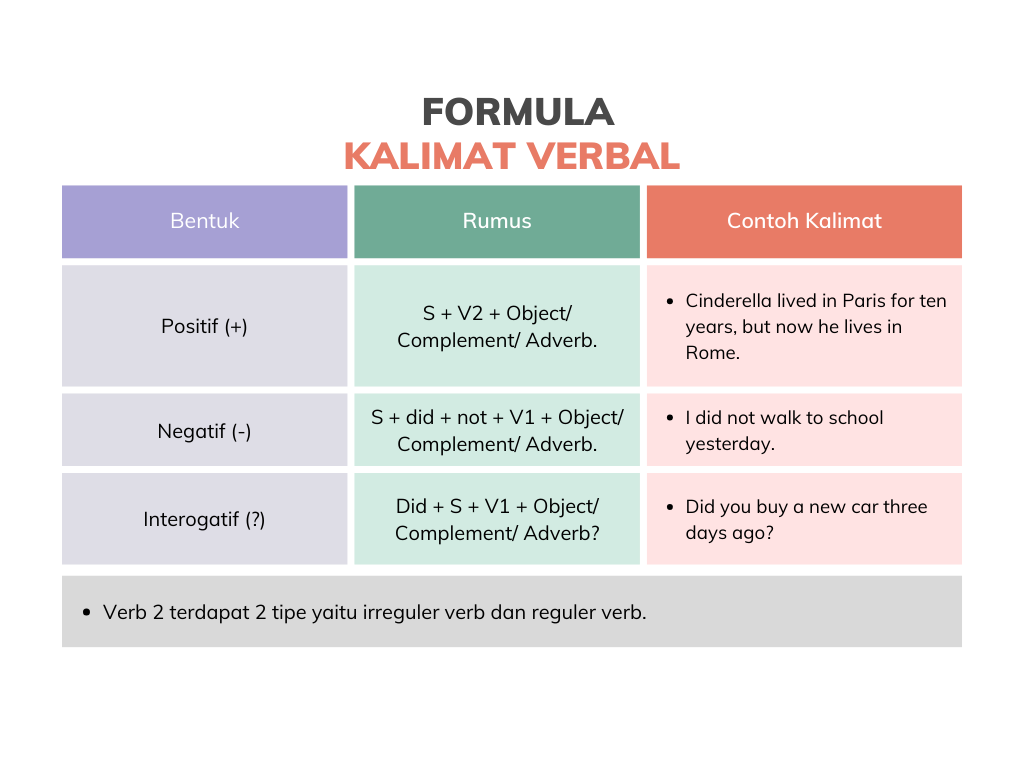 FORMULA
KALIMAT VERBAL
Bentuk
Rumus
Contoh Kalimat
Positif (+)
S + V2 + Object/
Complement/ Adverb.
• Cinderella lived in Paris for ten
years, but now he lives in
Rome.
Negatif (-)
S + did + not + V1 + Object/
Complement/ Adverb.
• I did not walk to school
yesterday.
Interogatif (?)
Did + S + V1 + Object/
Complement/ Adverb?
• Did you buy a new car three
days ago?
• Verb 2 terdapat 2 tipe yaitu irreguler verb dan reguler verb.